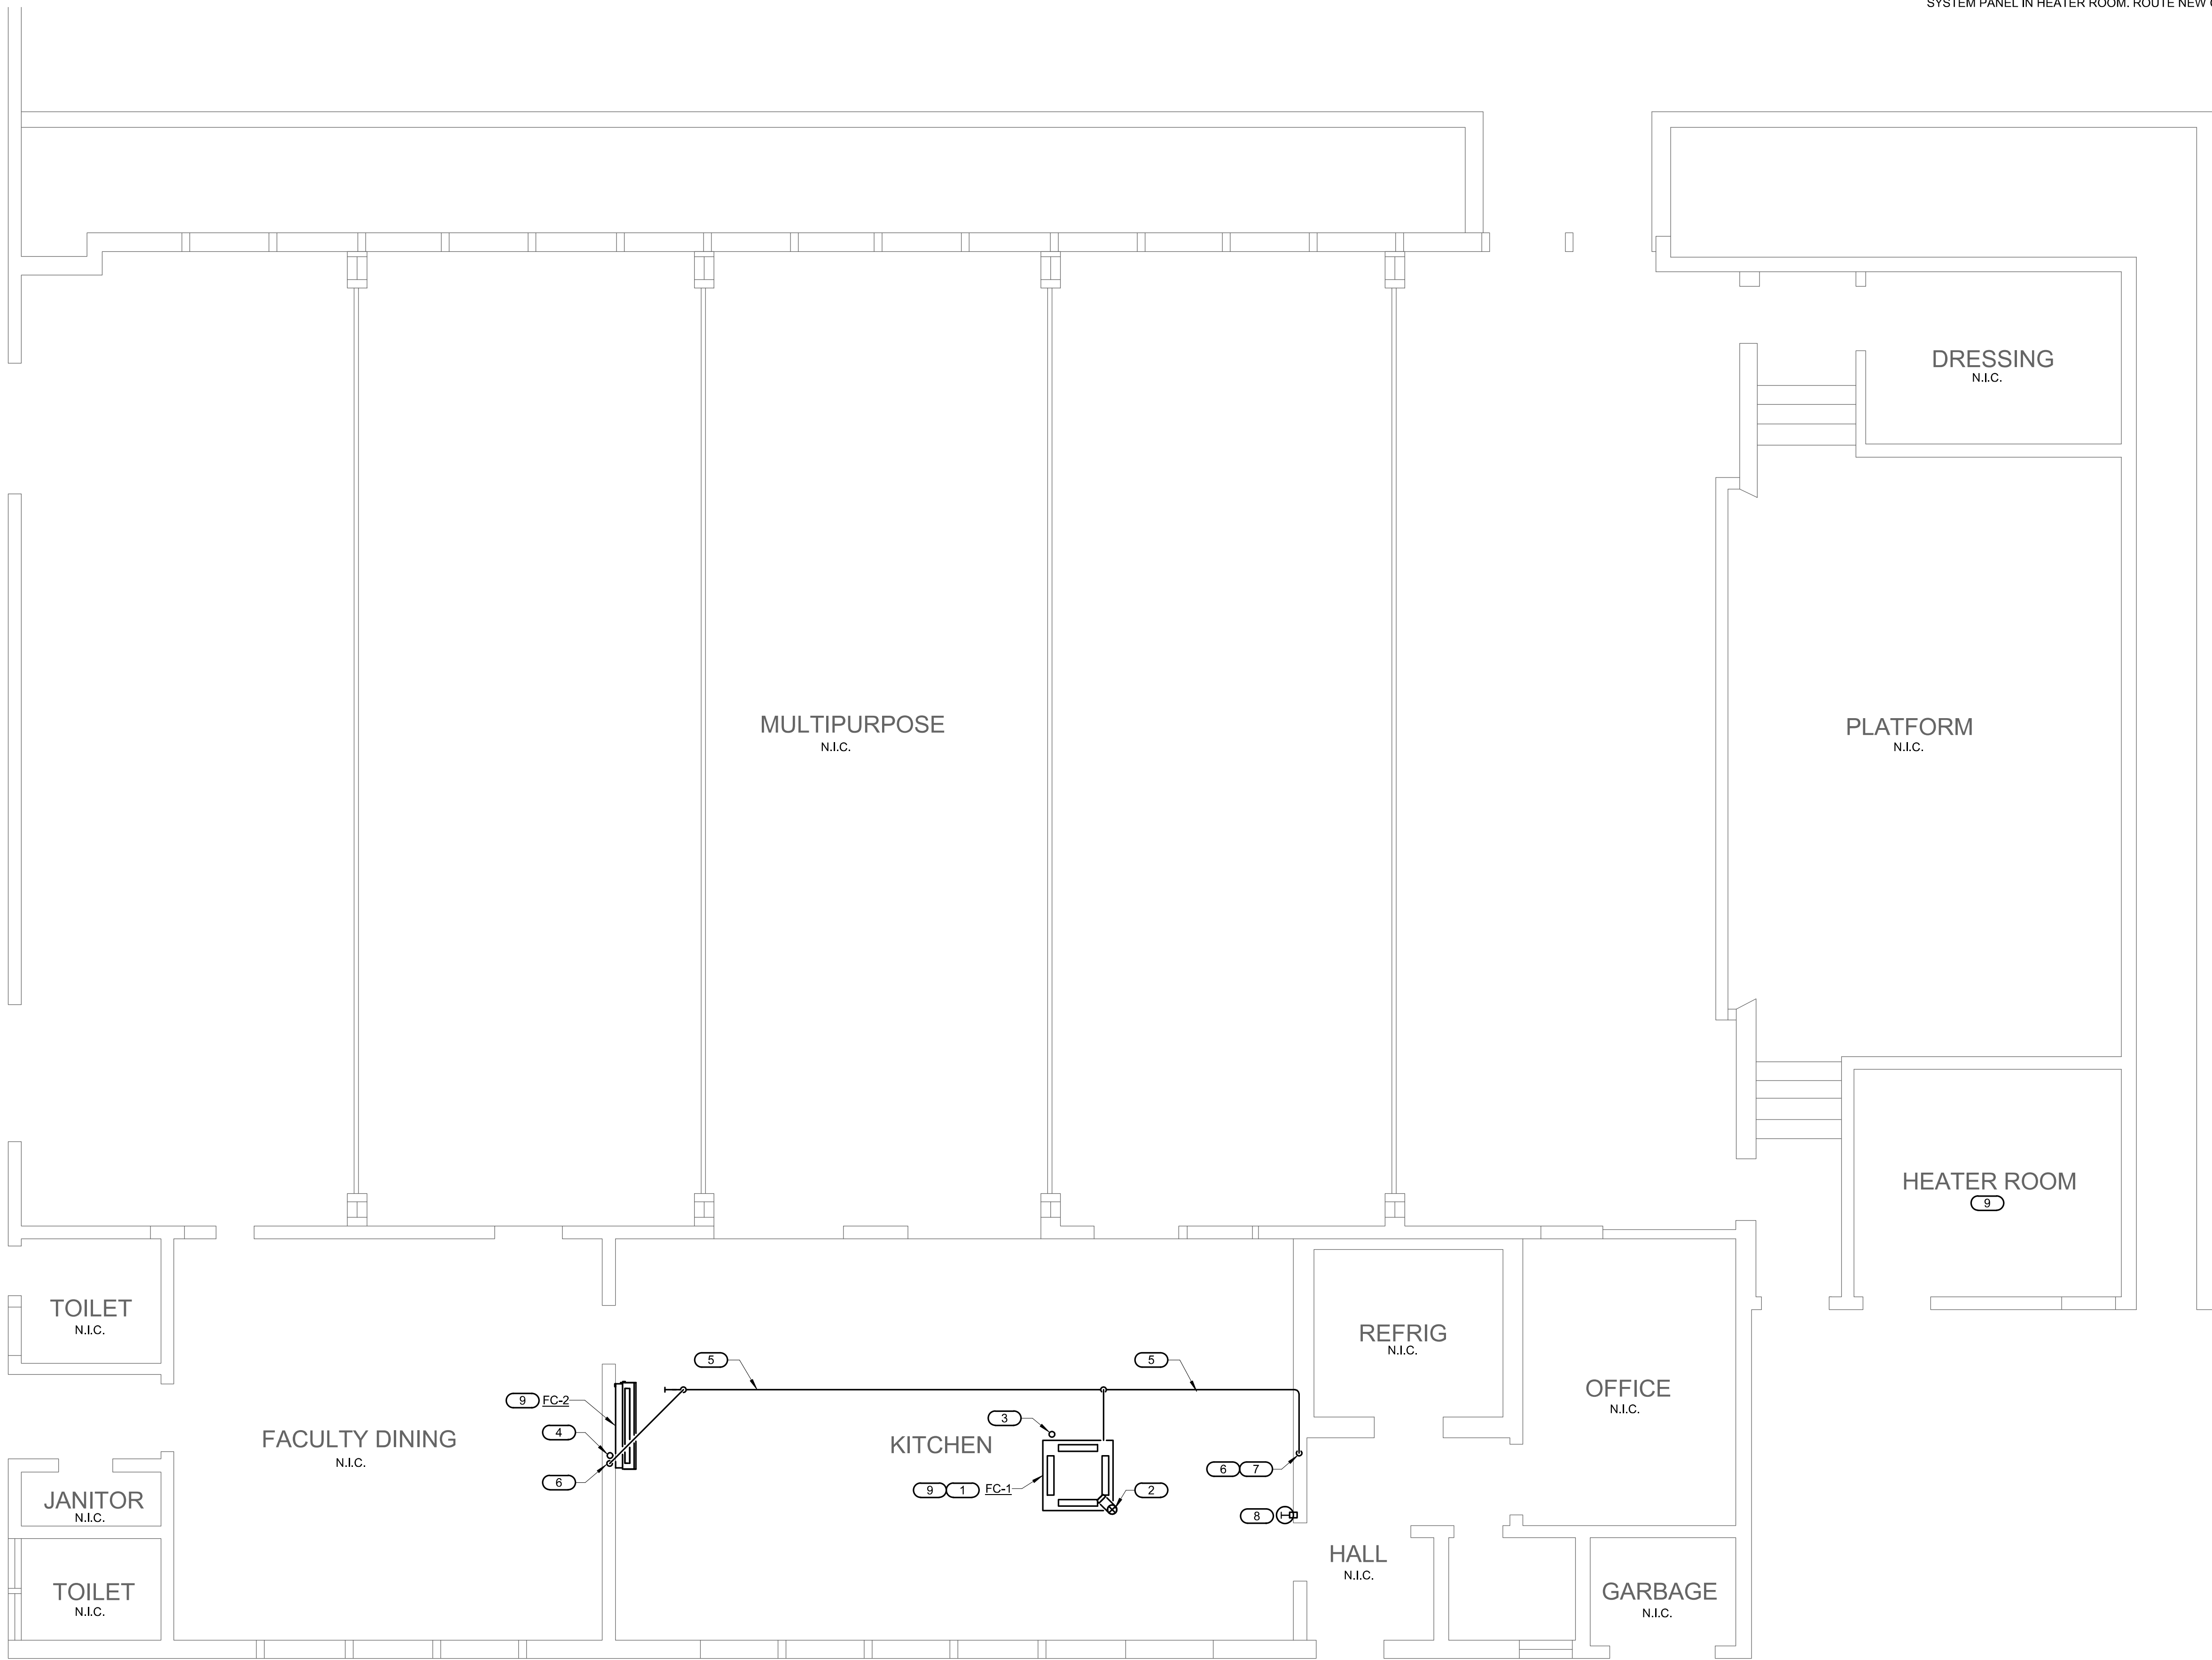 SYSTEM PANEL IN HEATER ROOM. ROUTE NEW
DRESSING
N.I.C.
MULTIPURPOSE
N.I.C.
PLATFORM
N.I.C.
HEATER ROOM
9
TOILET
N.I.C.
REFRIG
N.I.C.
5
5
OFFICE
N.I.C.
9 FC-2
3
4
FACULTY DINING
N.I.C.
KITCHEN
6 7
6
9 1 FC-1
2
JANITOR
N.I.C.
8
HALL
N.I.C.
TOILET
N.I.C.
GARBAGE
N.I.C.